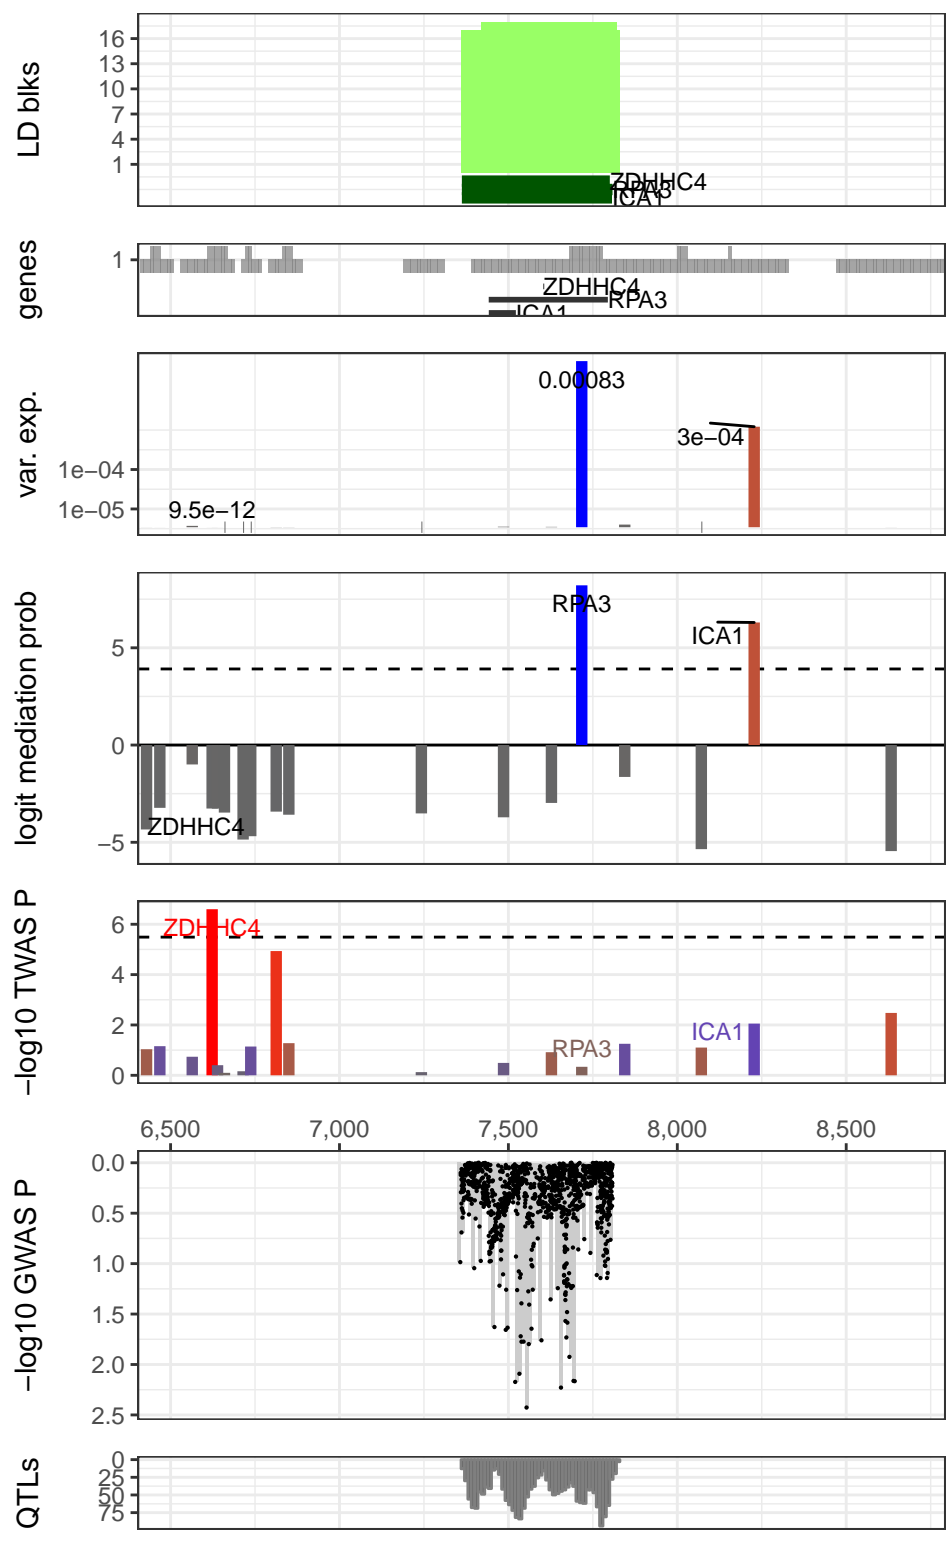 LD blks
16
13
10
7
4
1
ZDHHC4
RPA3
ICA1
genes
1
ZDHHC4
RPA3
ICA1
var. exp.
0.00083
3e−04
1e−04
9.5e−12
1e−05
logit mediation prob
RPA3
ICA1
5
0
ZDHHC4
−5
−log10 TWAS P
6
ZDHHC4
4
2
ICA1
RPA3
0
6,500 7,000 7,500 8,000 8,500
−log10 GWAS P
0.0
0.5
1.0
1.5
2.0
2.5
QTLs
0
25
50
75